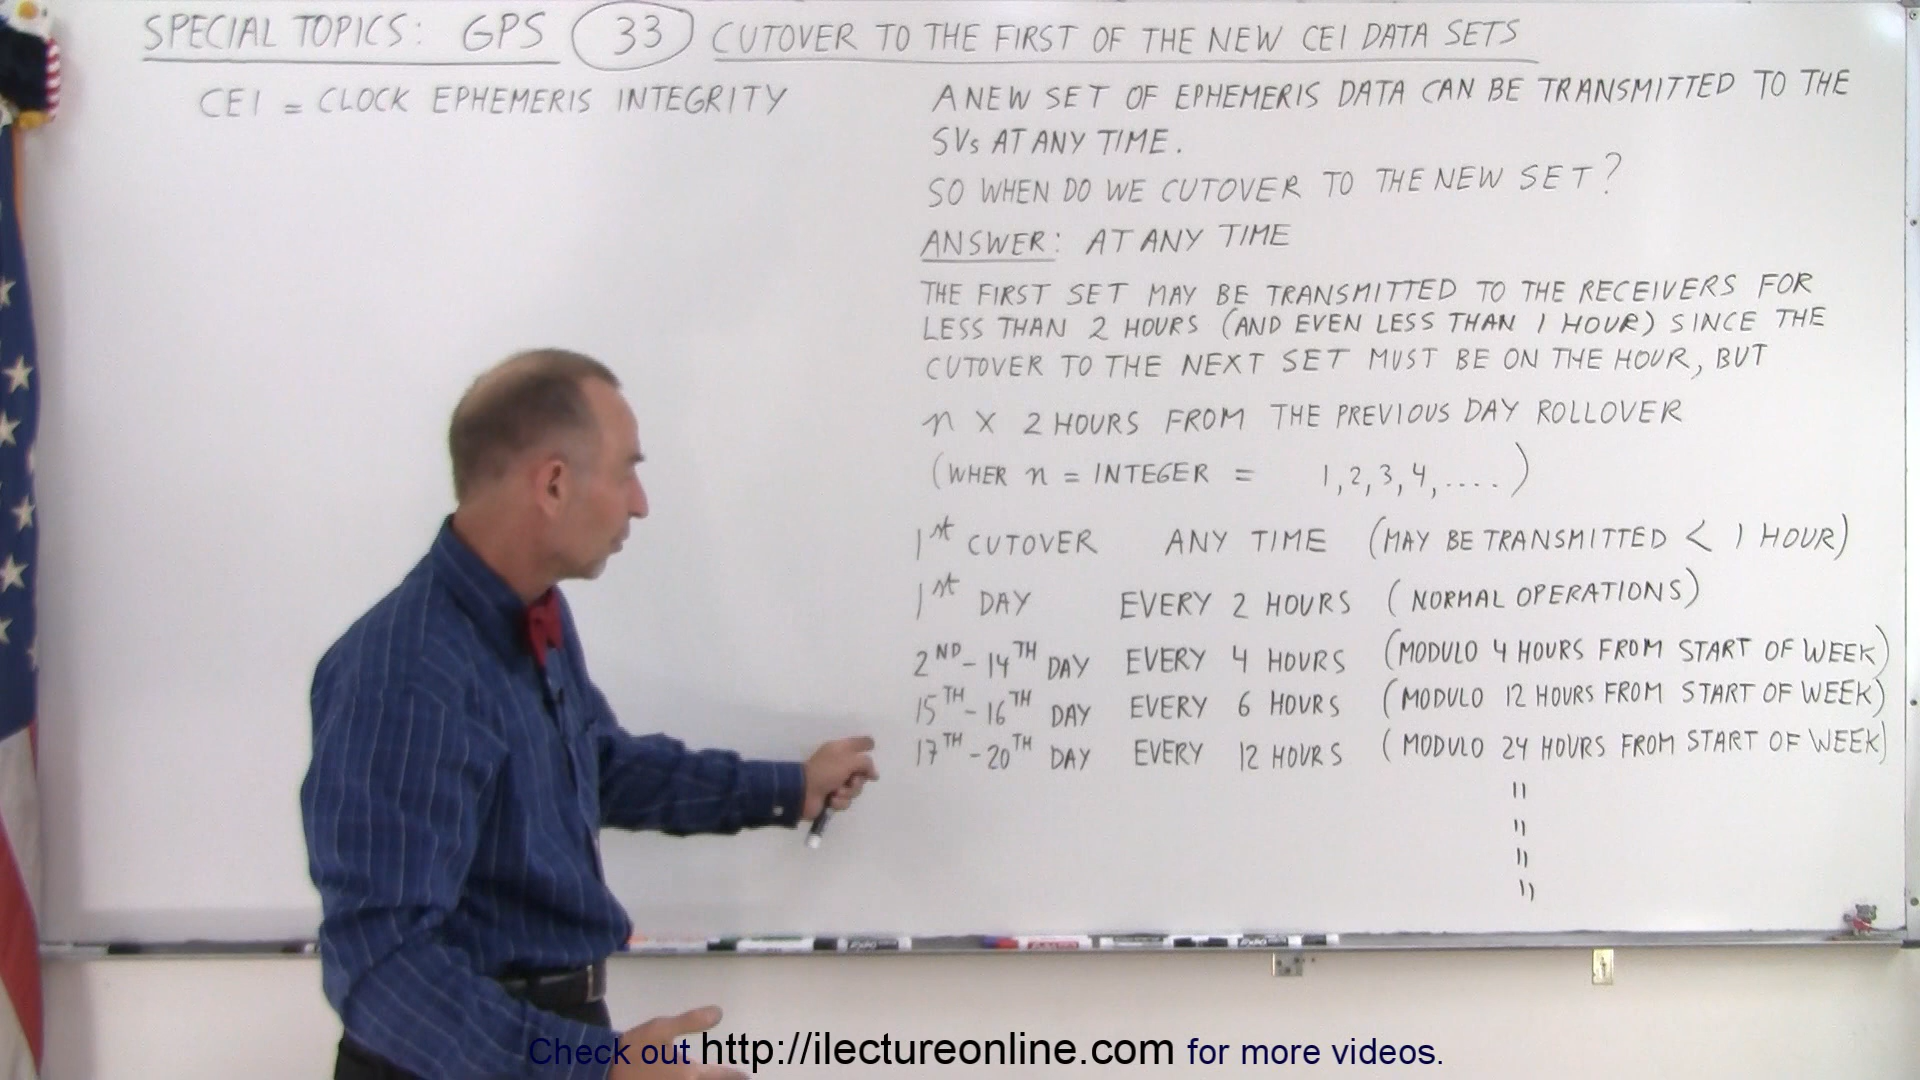 SPECIAL TOPICS: GPS 33 CUTOVER TO THE FIRST OF THE NEW CEI DATA SETS
CEI = CLOCK EPHEMERIS INTEGRITY
A NEW SET OF EPHEMERIS DATA CAN BE TRANSMITTED TO THE
SVs AT ANY TIME.
SO WHEN DO WE CUTOVER TO THE NEW SET?
ANSWER: AT ANY TIME
THE FIRST SET MAY BE TRANSMITTED TO THE RECEIVERS FOR
LESS THAN 2 HOURS (AND EVEN LESS THAN 1 HOUR) SINCE THE
CUTOVER TO THE NEXT SET MUST BE ON THE HOUR, BUT
n X 2 HOURS FROM THE PREVIOUS DAY ROLLOVER
(WHER n = INTEGER = 1, 2, 3, 4, ....)
1st CUTOVER ANY TIME (MAY BE TRANSMITTED < 1 HOUR)
1st DAY EVERY 2 HOURS (NORMAL OPERATIONS)
2ND - 14TH DAY EVERY 4 HOURS (MODULO 4 HOURS FROM START OF WEEK)
15TH - 16TH DAY EVERY 6 HOURS (MODULO 12 HOURS FROM START OF WEEK)
17TH - 20TH DAY EVERY 12 HOURS (MODULO 24 HOURS FROM START OF WEEK)
"
"
"
"
Check out http://ilectureonline.com for more videos.